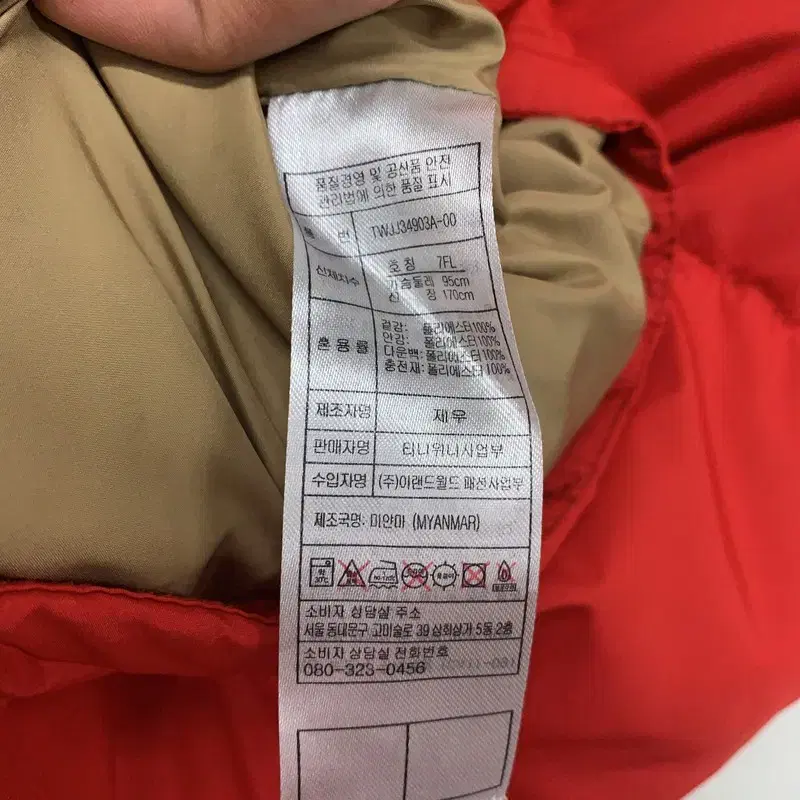 품질경영 및 공산품 안전
관리법에 의한 품질 표시
품 번 TWJJ34903A-00
신체치수 호 칭 7FL
가슴둘레 95cm
신 장 170cm
혼용률 겉감: 폴리에스터100%
안감: 폴리에스터100%
다운백: 폴리에스터100%
충전재: 폴리에스터100%
제조자명 제우
판매자명 티니위니사업부
수입자명 (주)이랜드월드 패션사업부
제조국명: 미얀마 (MYANMAR)
약 30℃
소비자 상담실 주소
서울 동대문구 고미술로 39 삼희상가 5동 2층
소비자 상담실 전화번호
080-323-0456